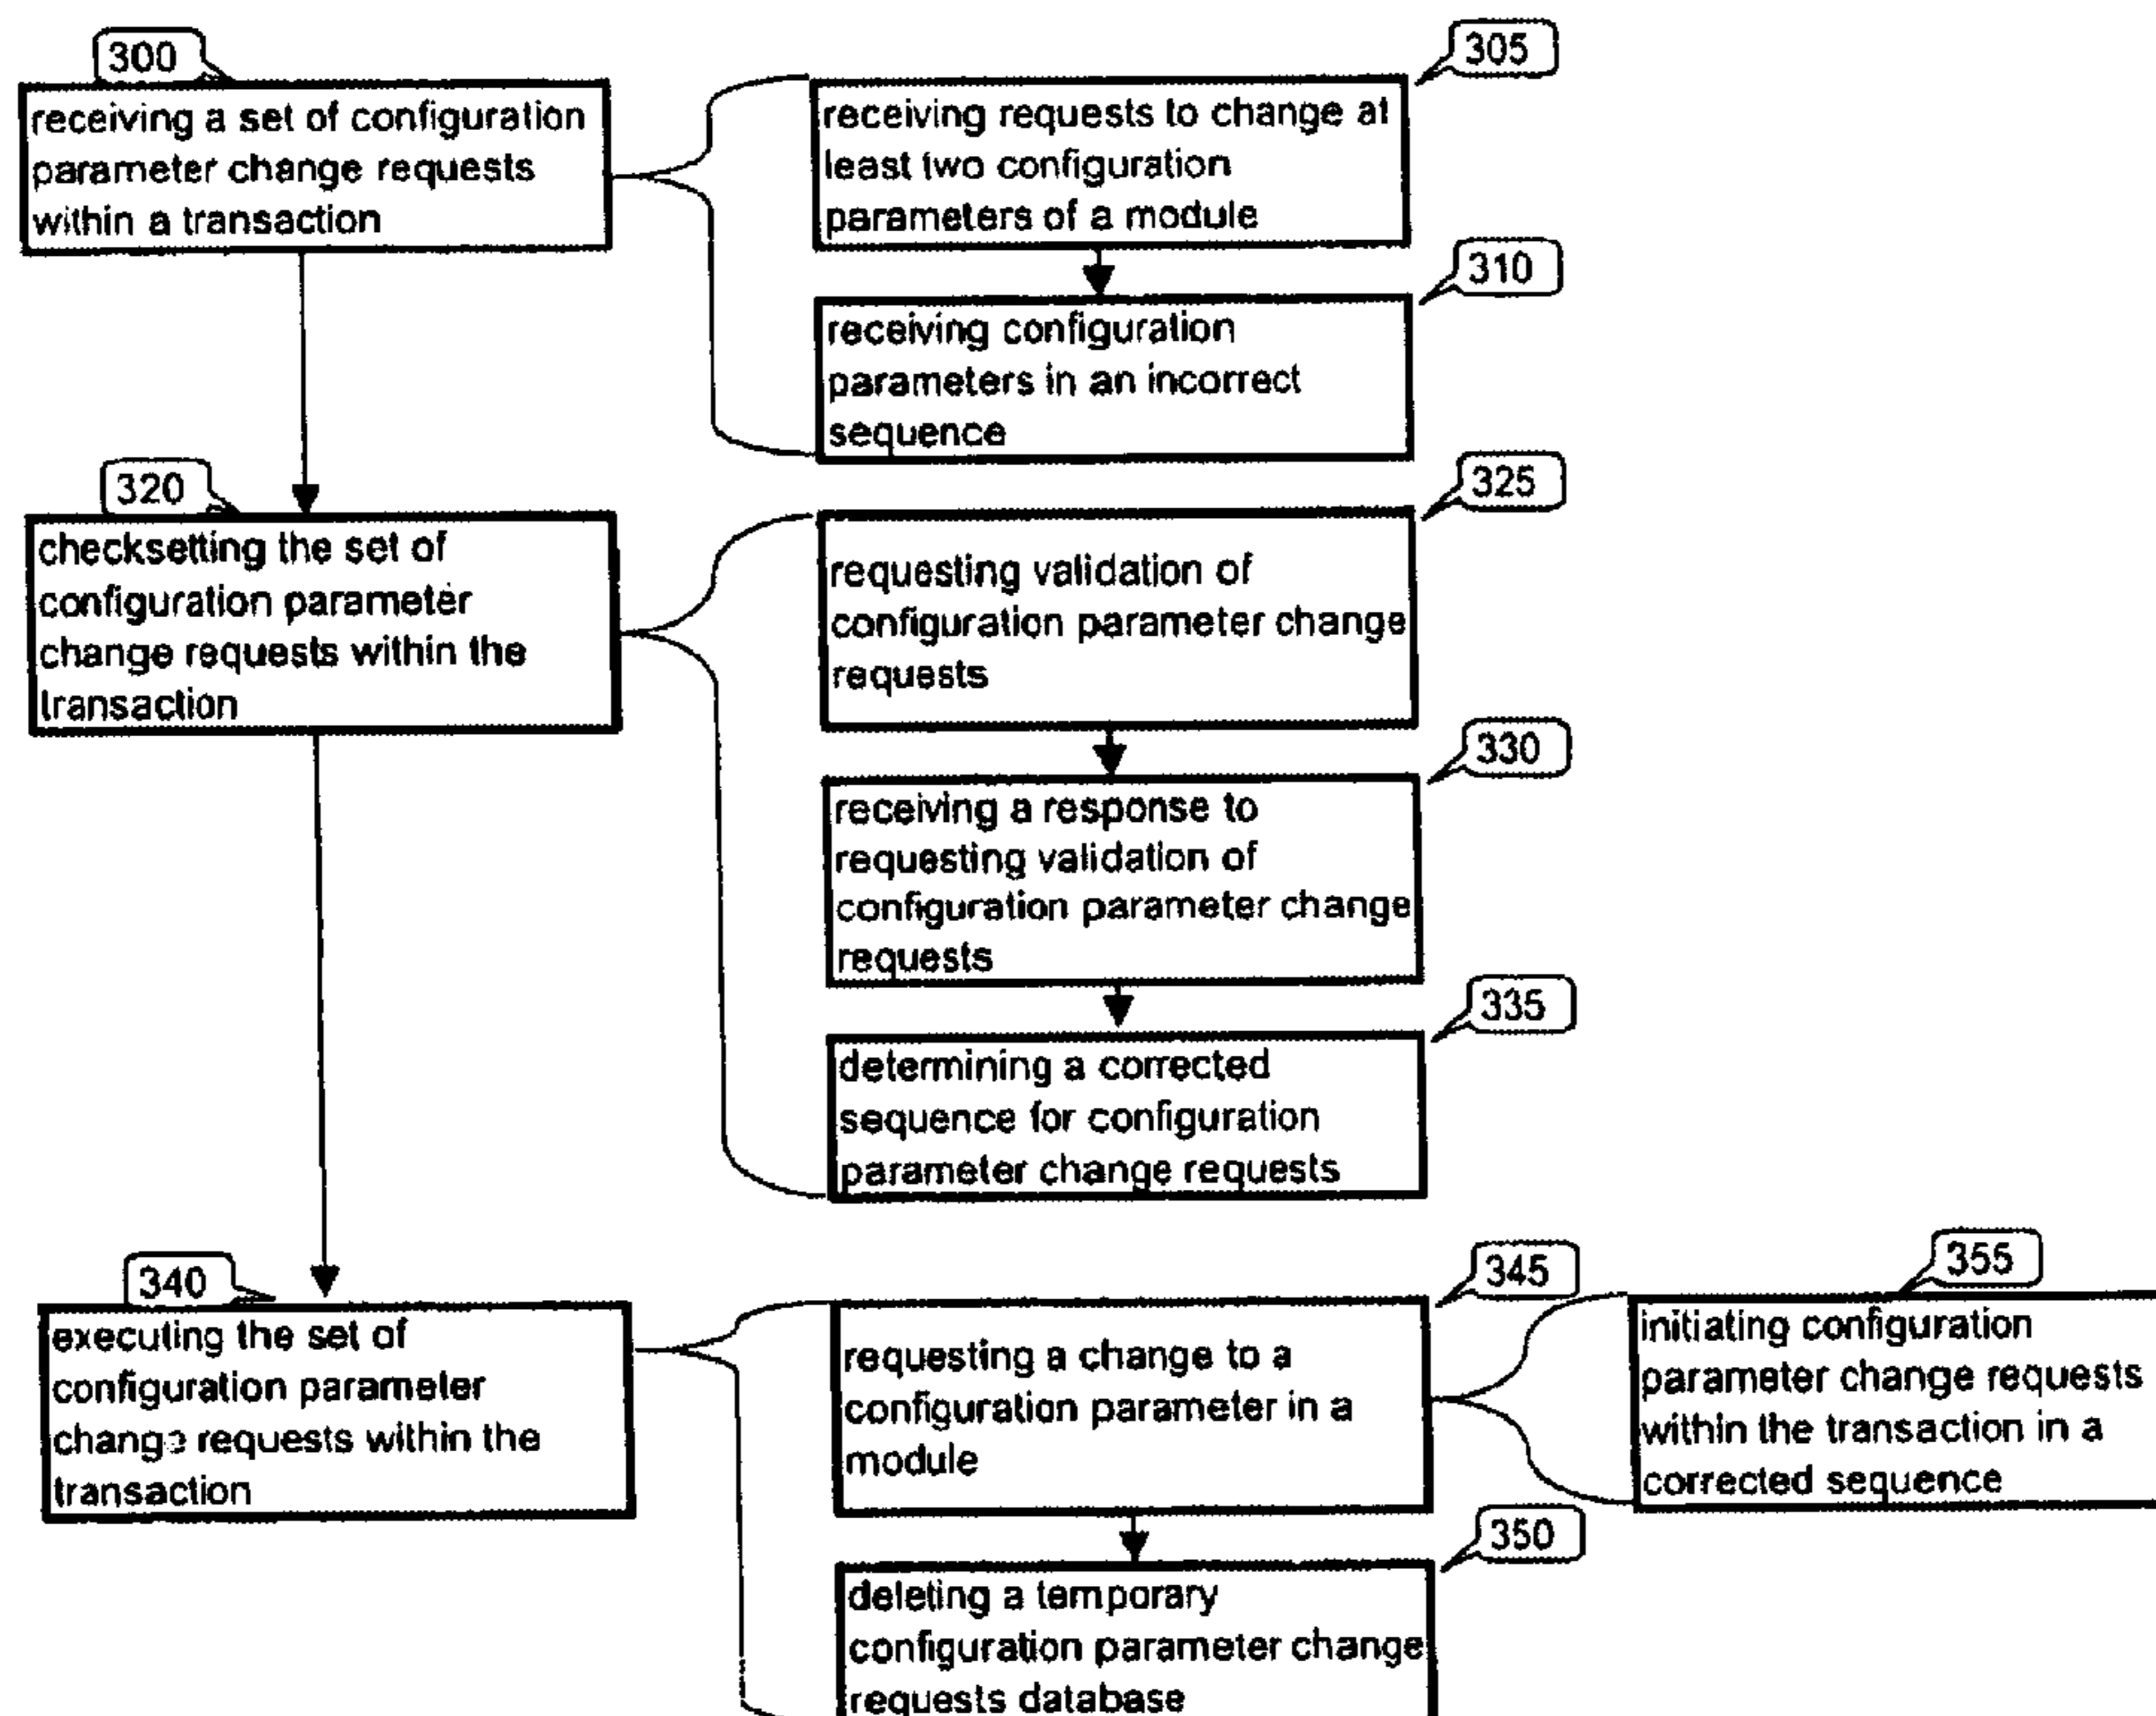 300
receiving a set of configuration
parameter change requests
within a transaction
305
receiving requests to change at
least two configuration
parameters of a module
310
receiving configuration
parameters in an incorrect
sequence
320
checksetting the set of
configuration parameter
change requests within the
transaction
325
requesting validation of
configuration parameter change
requests
330
receiving a response to
requesting validation of
configuration parameter change
requests
335
determining a corrected
sequence for configuration
parameter change requests
340
executing the set of
configuration parameter
change requests within the
transaction
345
requesting a change to a
configuration parameter in a
module
355
initiating configuration
parameter change requests
within the transaction in a
corrected sequence
350
deleting a temporary
configuration parameter change
requests database